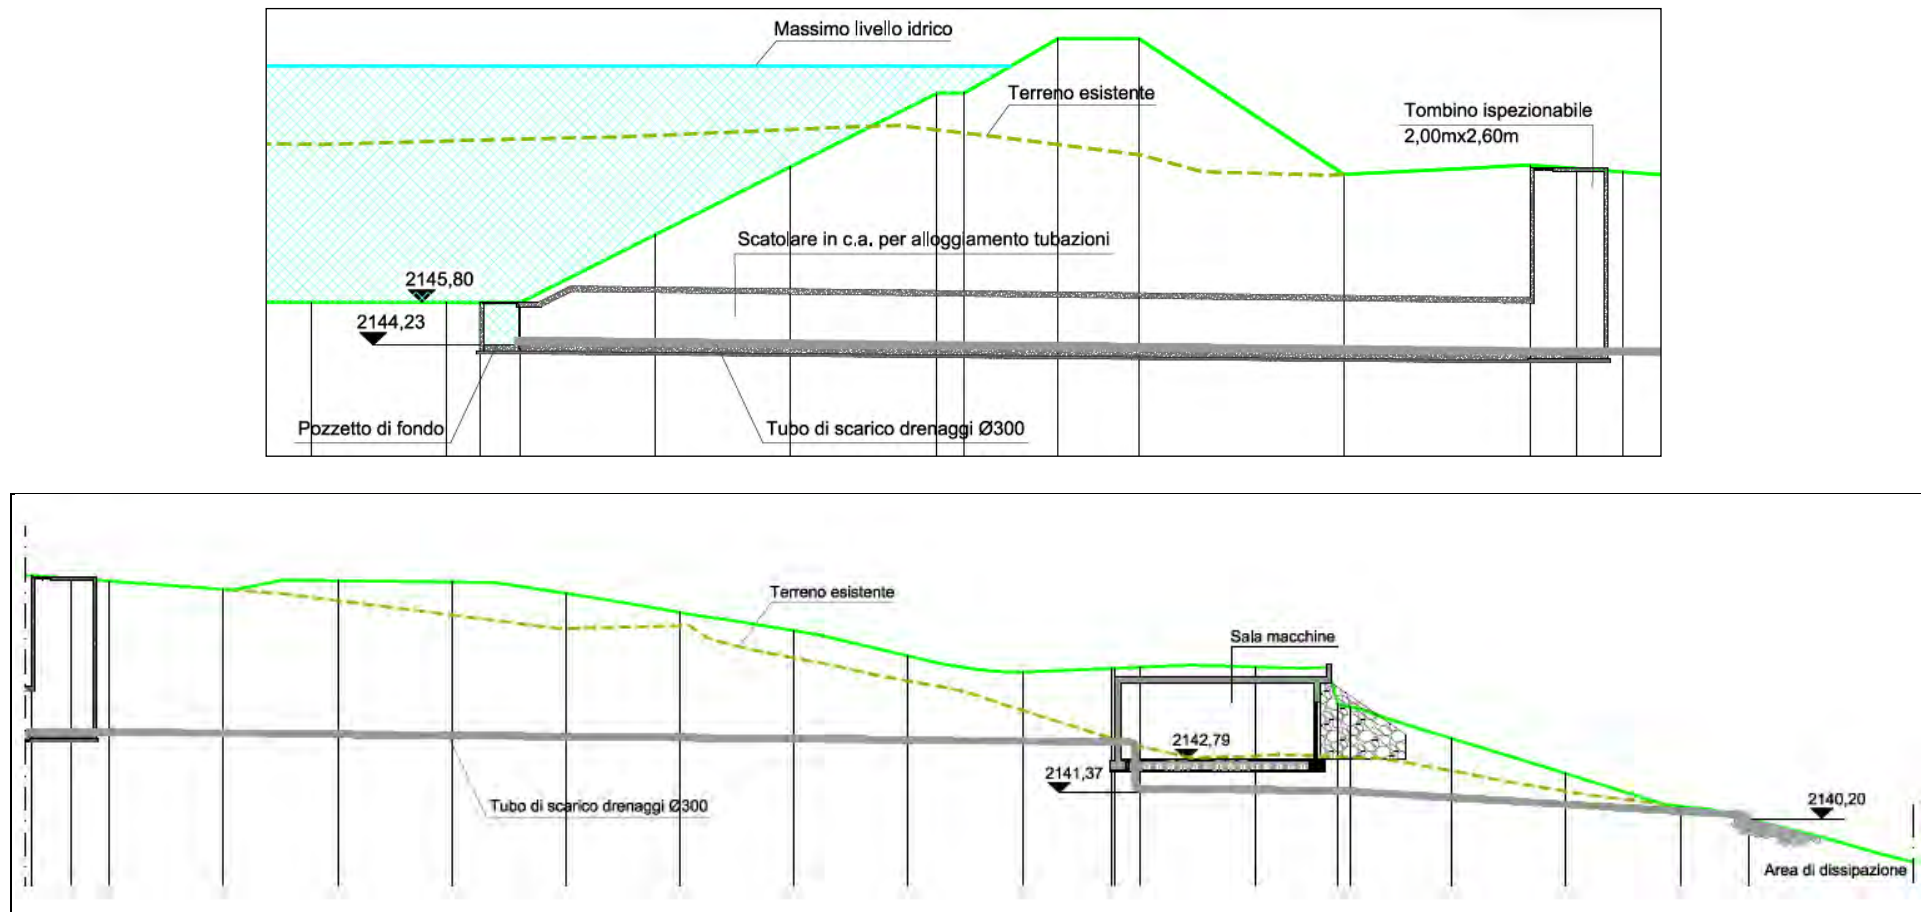 Massimo livello idrico
Terreno esistente
Tombino ispezionabile
2,00mx2,60m
Scatolare in c.a. per alloggiamento tubazioni
2145,80
2144,23
Pozzetto di fondo
Tubo di scarico drenaggi Ø300
Terreno esistente
Sala macchine
2142,79
2141,37
Tubo di scarico drenaggi Ø300
2140,20
Area di dissipazione